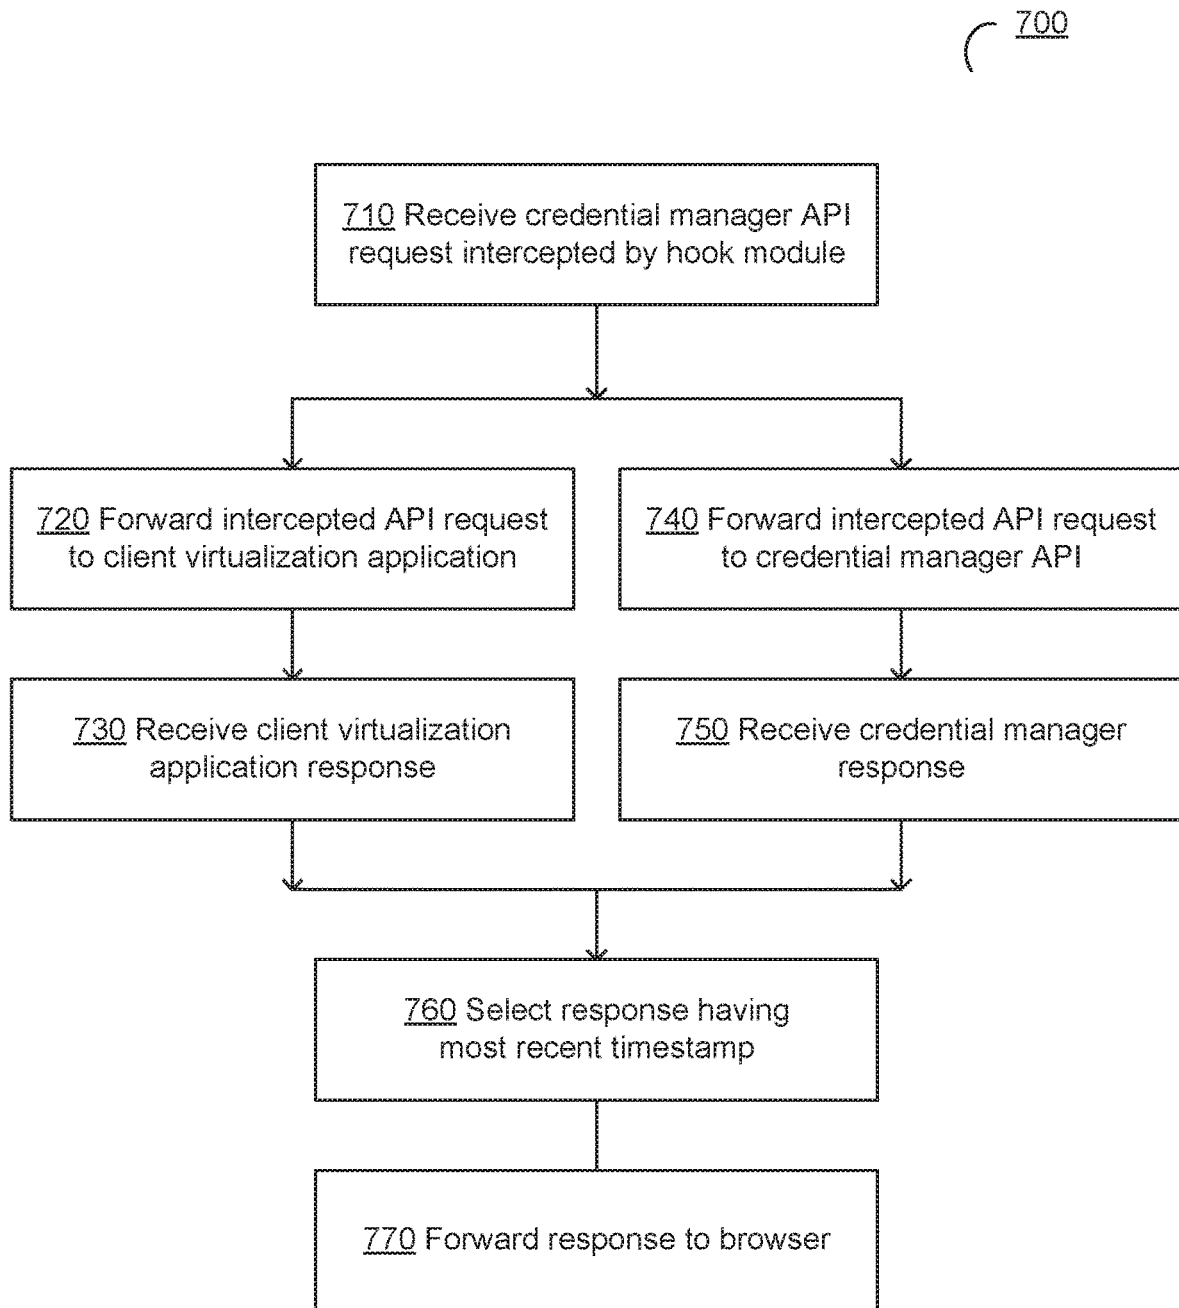 700
710 Receive credential manager API
request intercepted by hook module
720 Forward intercepted API request
to client virtualization application
740 Forward intercepted API request
to credential manager API
730 Receive client virtualization
application response
750 Receive credential manager
response
760 Select response having
most recent timestamp
770 Forward response to browser